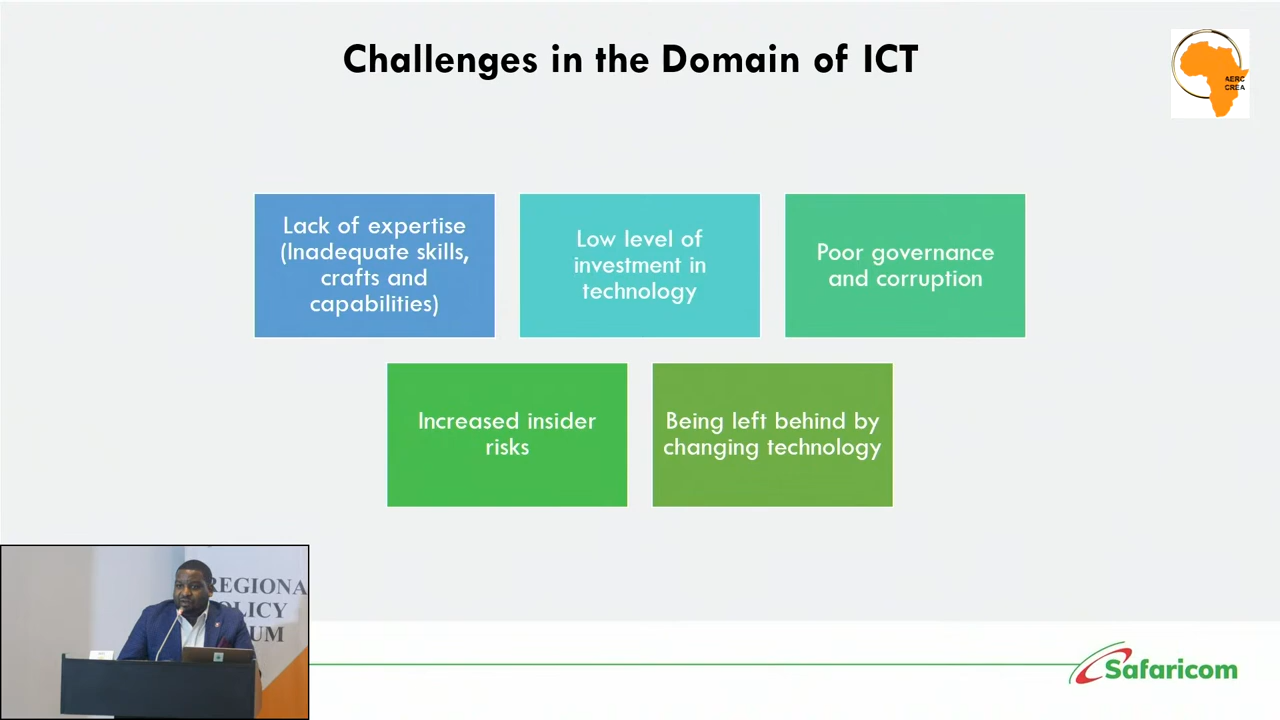 Challenges in the Domain of ICT
AERC
CREA
Lack of expertise
(Inadequate skills,
crafts and
capabilities)
Low level of
investment in
technology
Poor governance
and corruption
Increased insider
risks
Being left behind by
changing technology
REGIONA
OLICY
UM
Safaricom